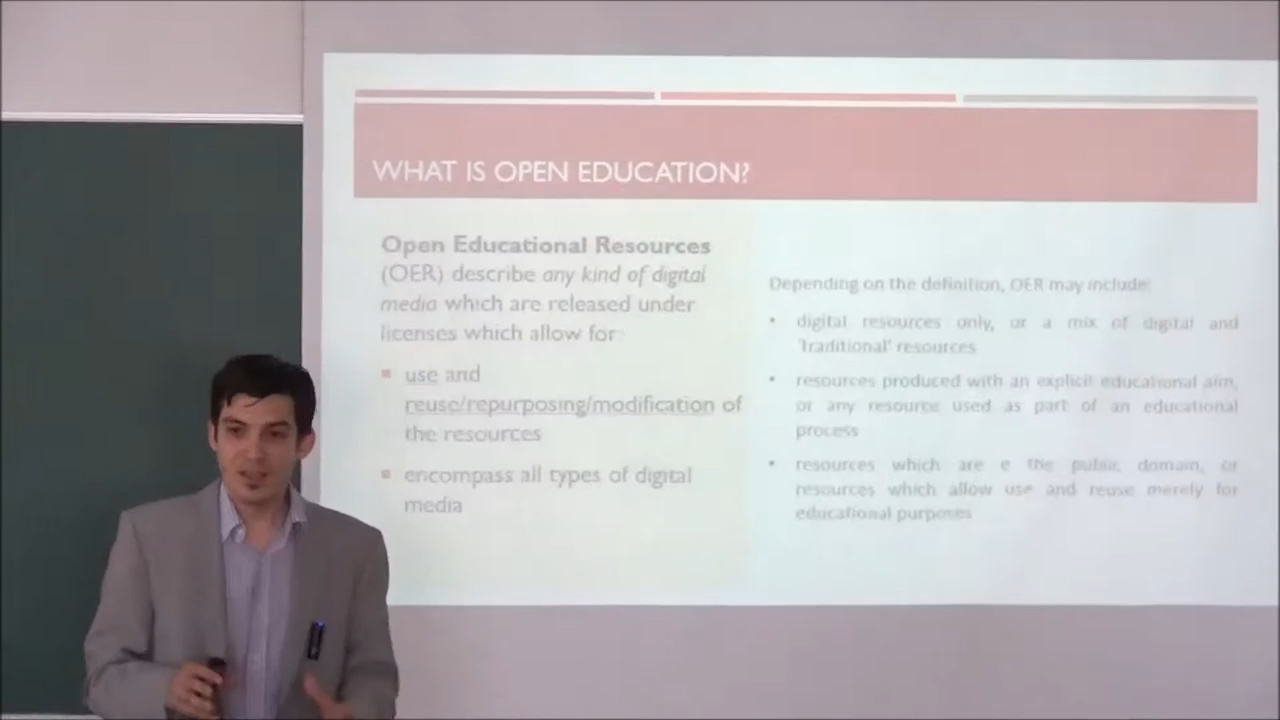 WHAT IS OPEN EDUCATION?
Open Educational Resources
(OER) describe any kind of digital
media which are released under
licenses which allow for:
use and
reuse/repurposing/modification of
the resources
encompass all types of digital
media
Depending on the definition, OER may include:
• digital resources only, or a mix of digital and
'traditional' resources
• resources produced with an explicit educational aim,
or any resource used as part of an educational
process
• resources which are e the public domain, or
resources which allow use and reuse merely for
educational purposes